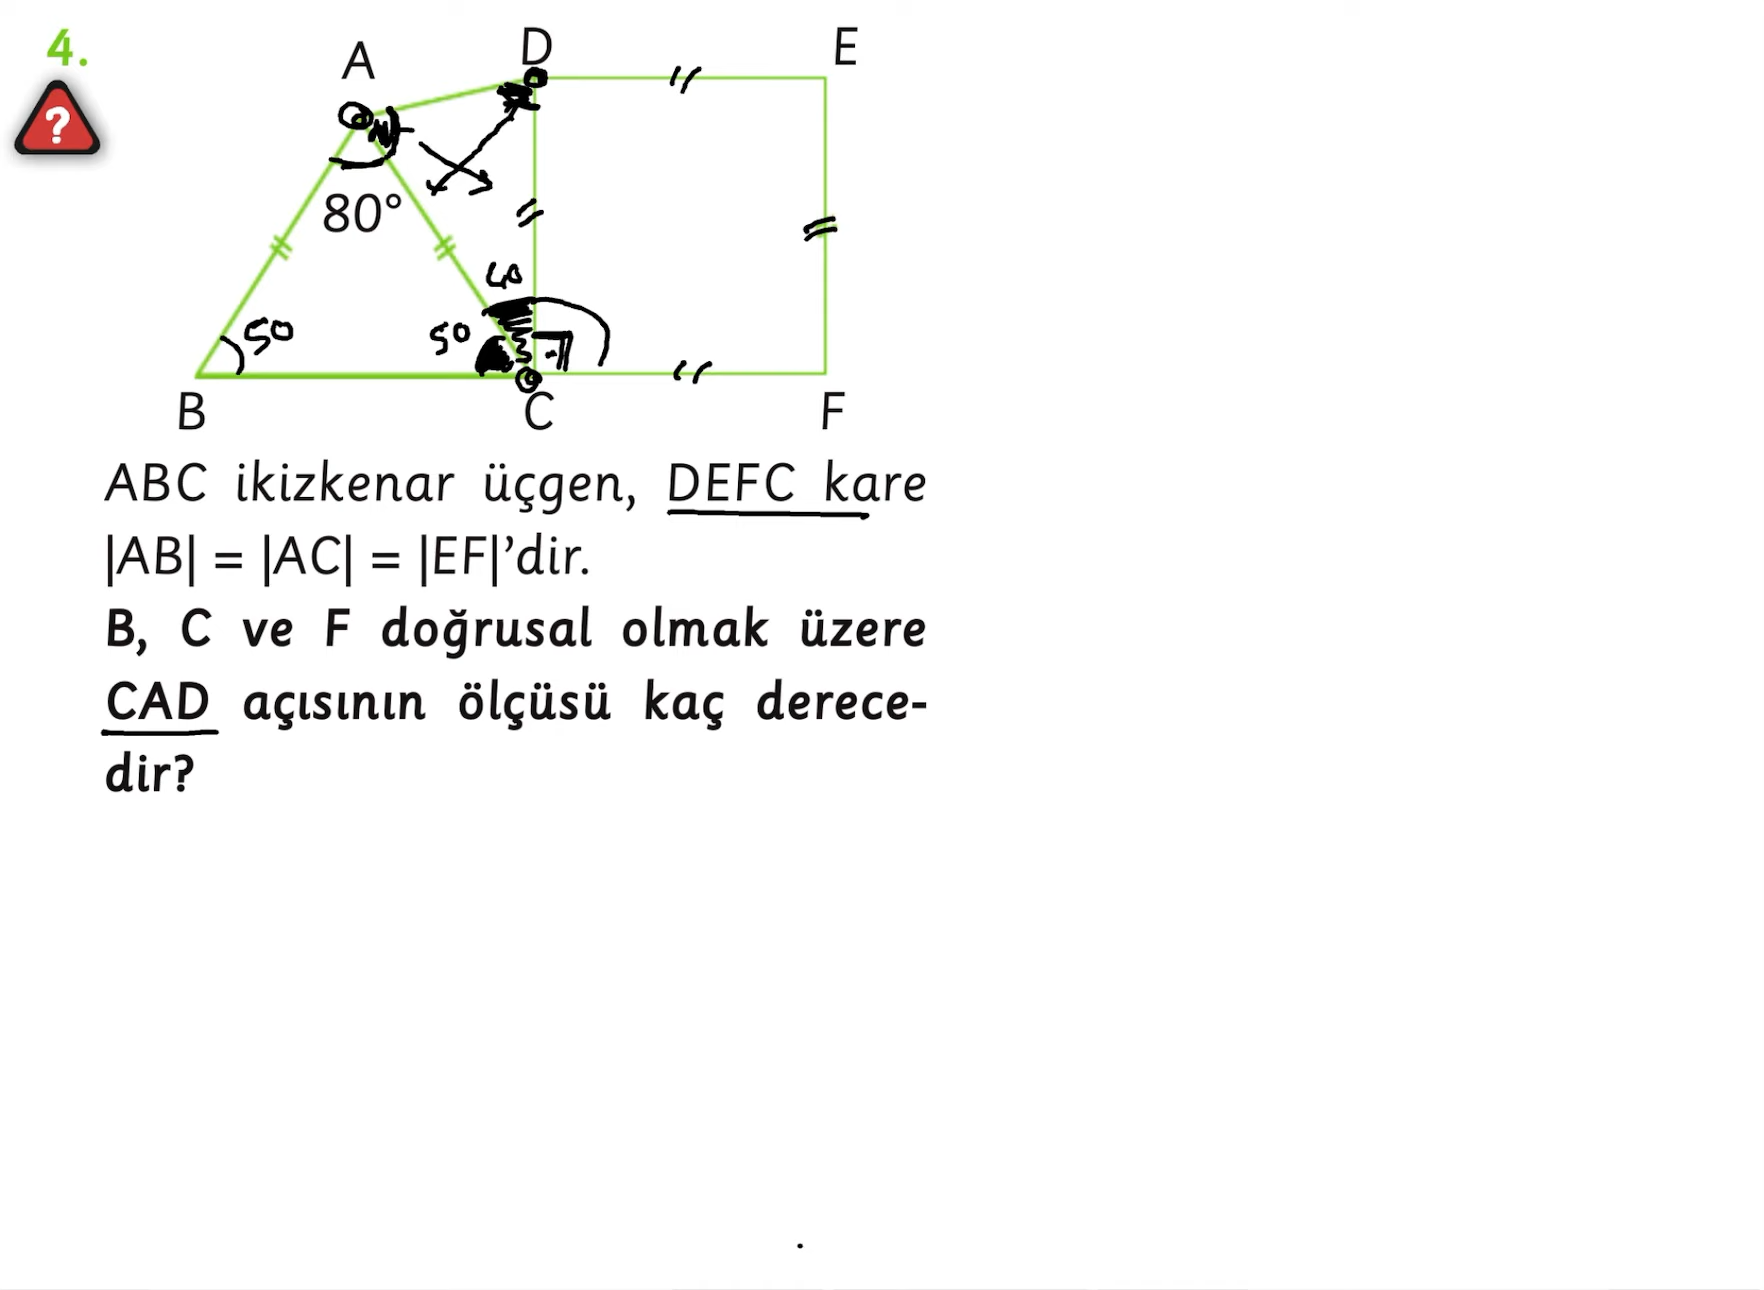 4.
A
D
E
?
80°
40
50
50
B
C
F
ABC ikizkenar üçgen, DEFC kare
|AB| = |AC| = |EF|'dir.
B, C ve F doğrusal olmak üzere
CAD açısının ölçüsü kaç derece-
dir?